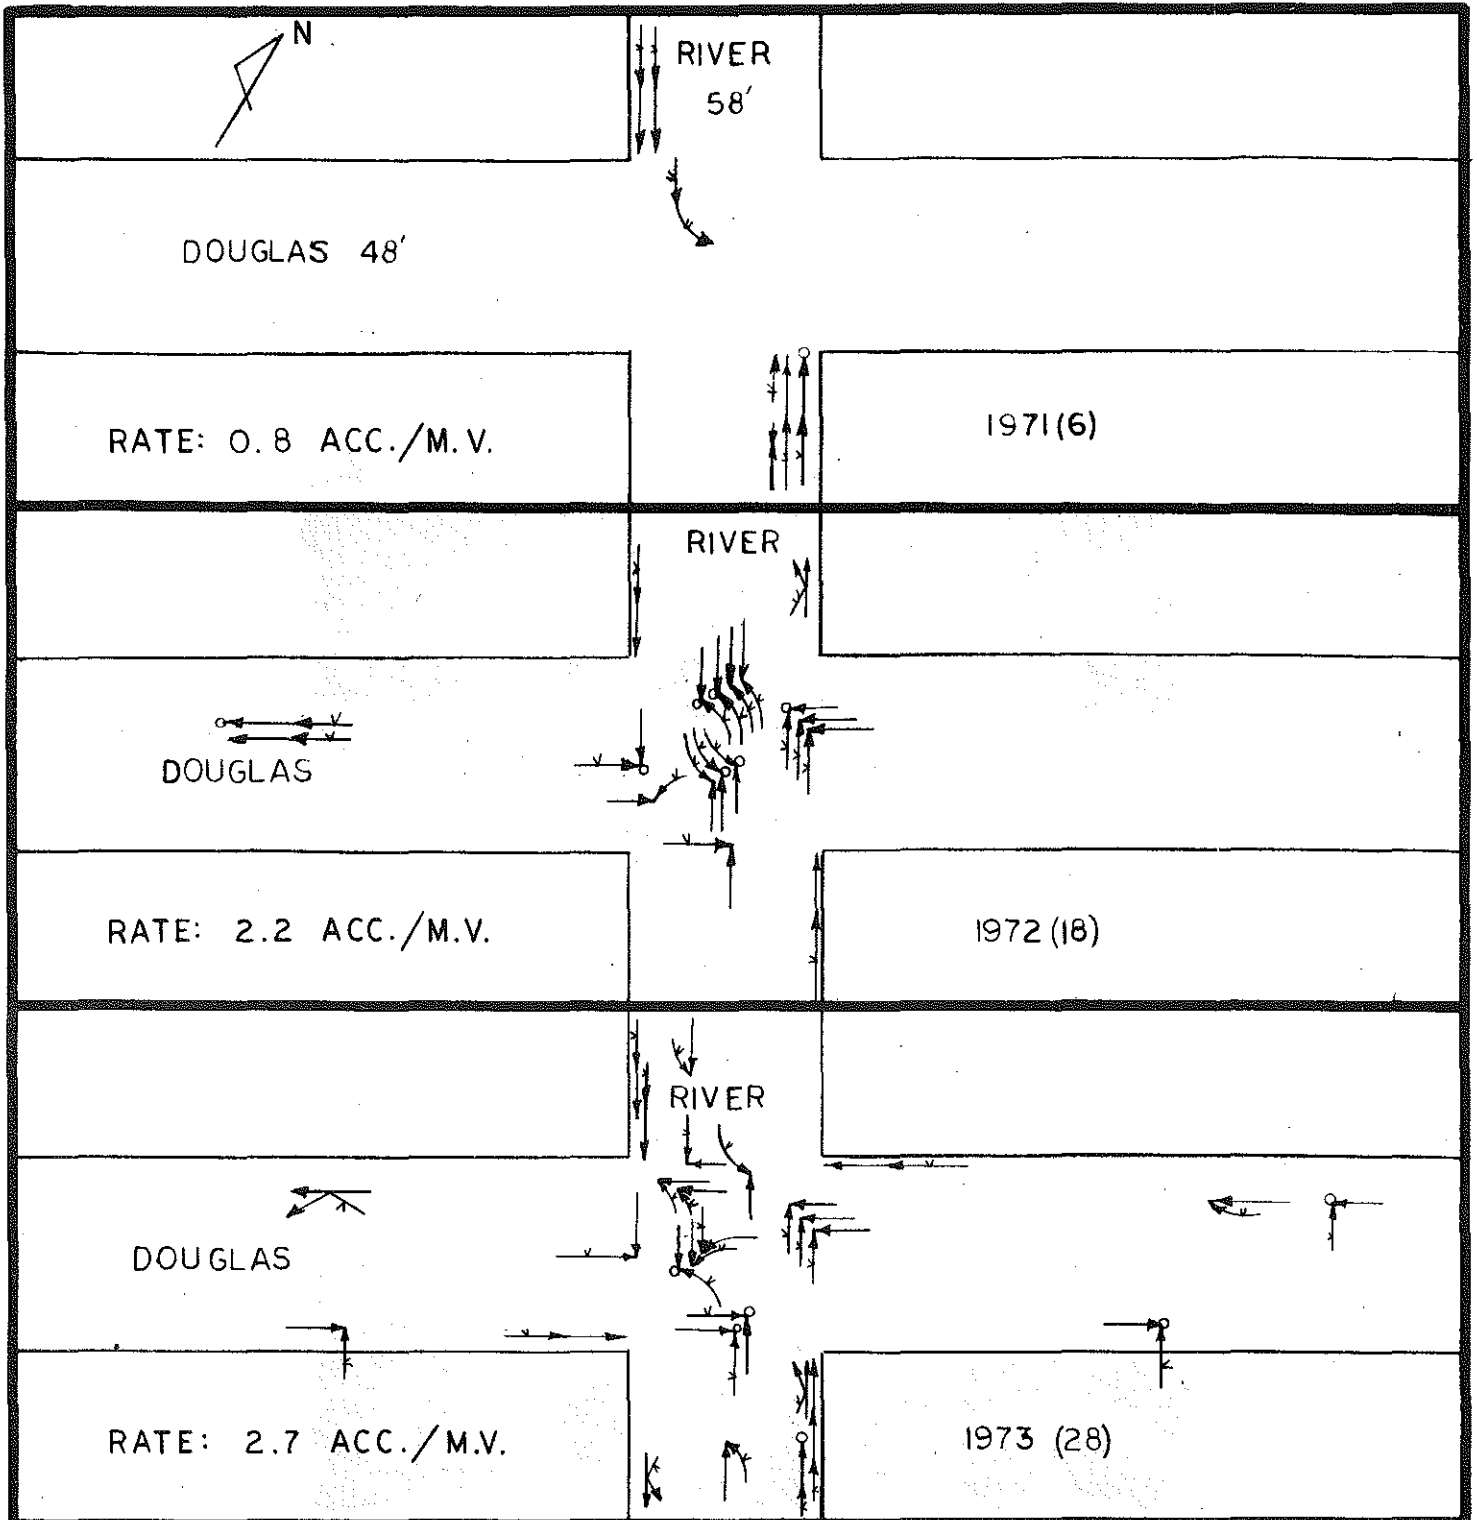 N
RIVER
58'
DOUGLAS 48'
RATE: 0.8 ACC./M.V.
1971(6)
RIVER
DOUGLAS
RATE: 2.2 ACC./M.V.
1972(18)
RIVER
DOUGLAS
RATE: 2.7 ACC./M.V.
1973 (28)